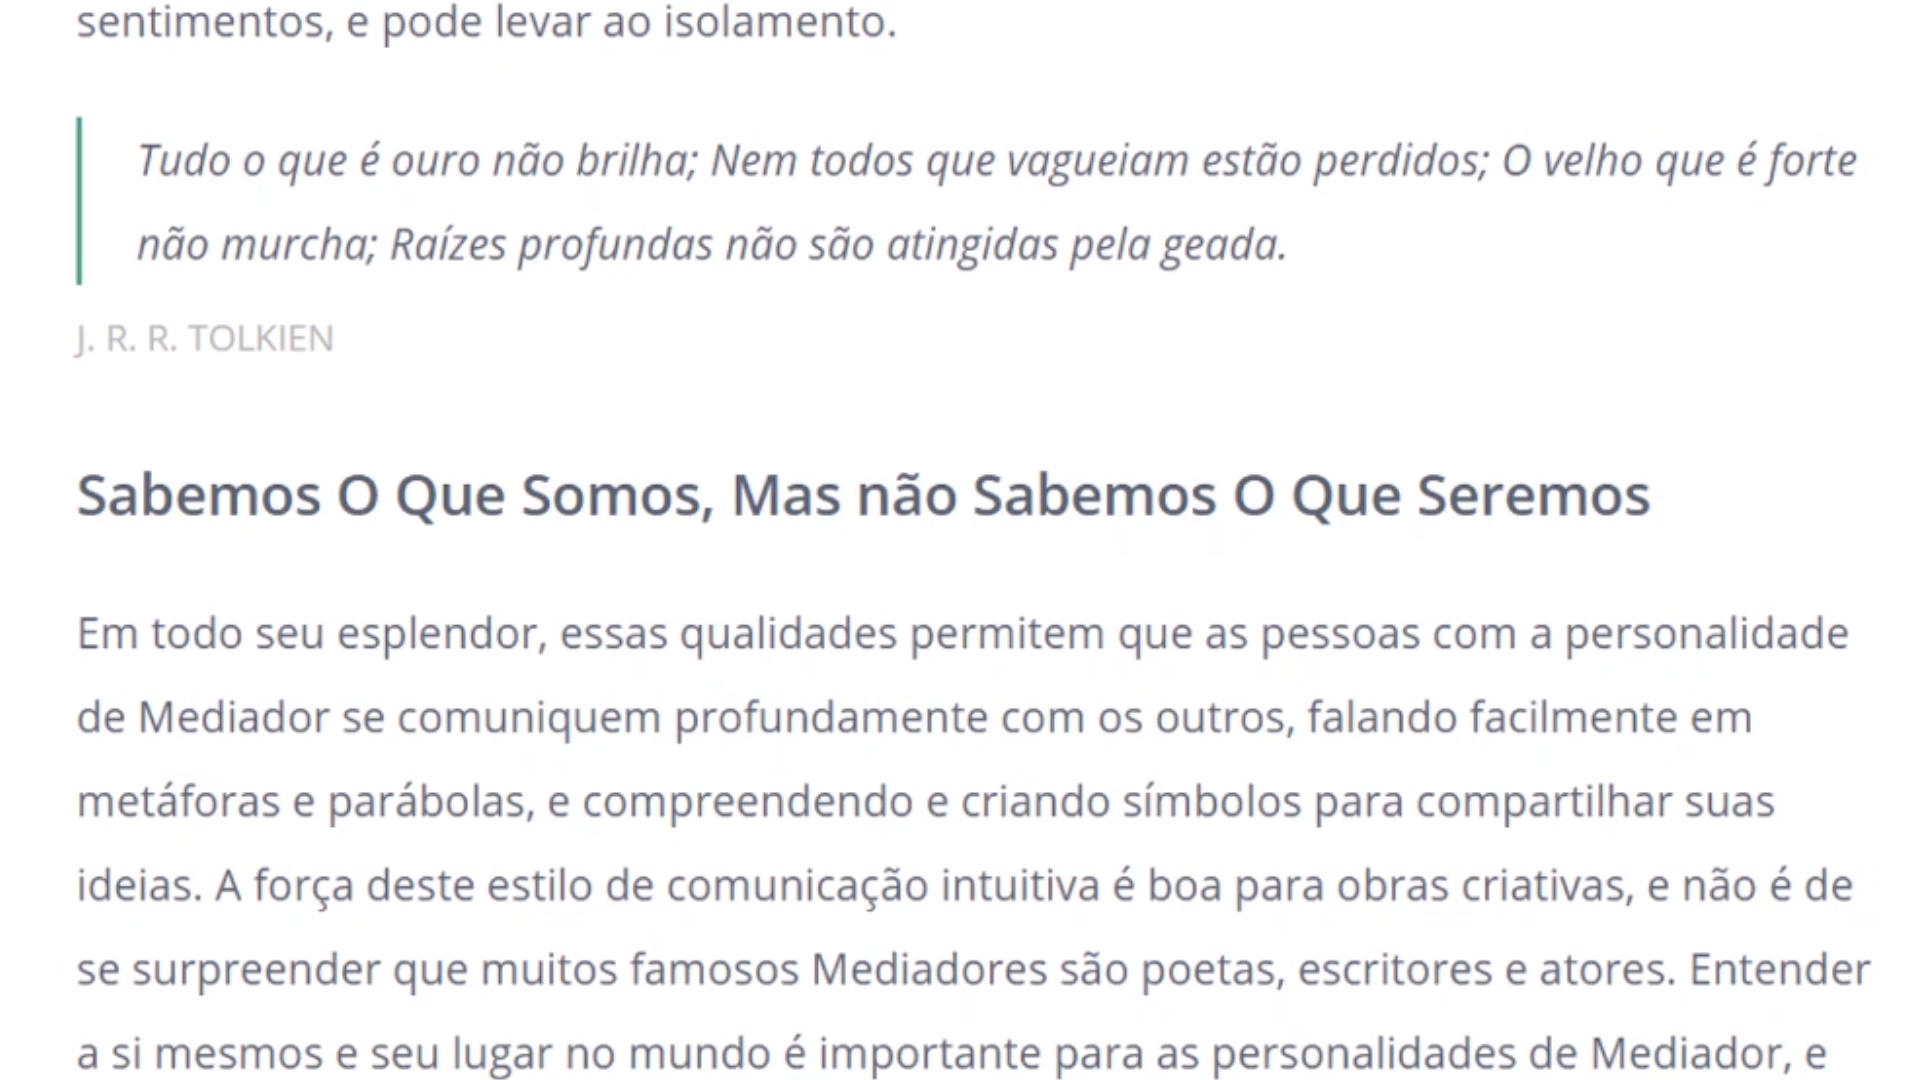 sentimentos, e pode levar ao isolamento.
Tudo o que é ouro não brilha; Nem todos que vagueiam estão perdidos; O velho que é forte
não murcha; Raízes profundas não são atingidas pela geada.
J. R. R. TOLKIEN
Sabemos O Que Somos, Mas não Sabemos O Que Seremos
Em todo seu esplendor, essas qualidades permitem que as pessoas com a personalidade
de Mediador se comuniquem profundamente com os outros, falando facilmente em
metáforas e parábolas, e compreendendo e criando símbolos para compartilhar suas
ideias. A força deste estilo de comunicação intuitiva é boa para obras criativas, e não é de
se surpreender que muitos famosos Mediadores são poetas, escritores e atores. Entender
a si mesmos e seu lugar no mundo é importante para as personalidades de Mediador, e